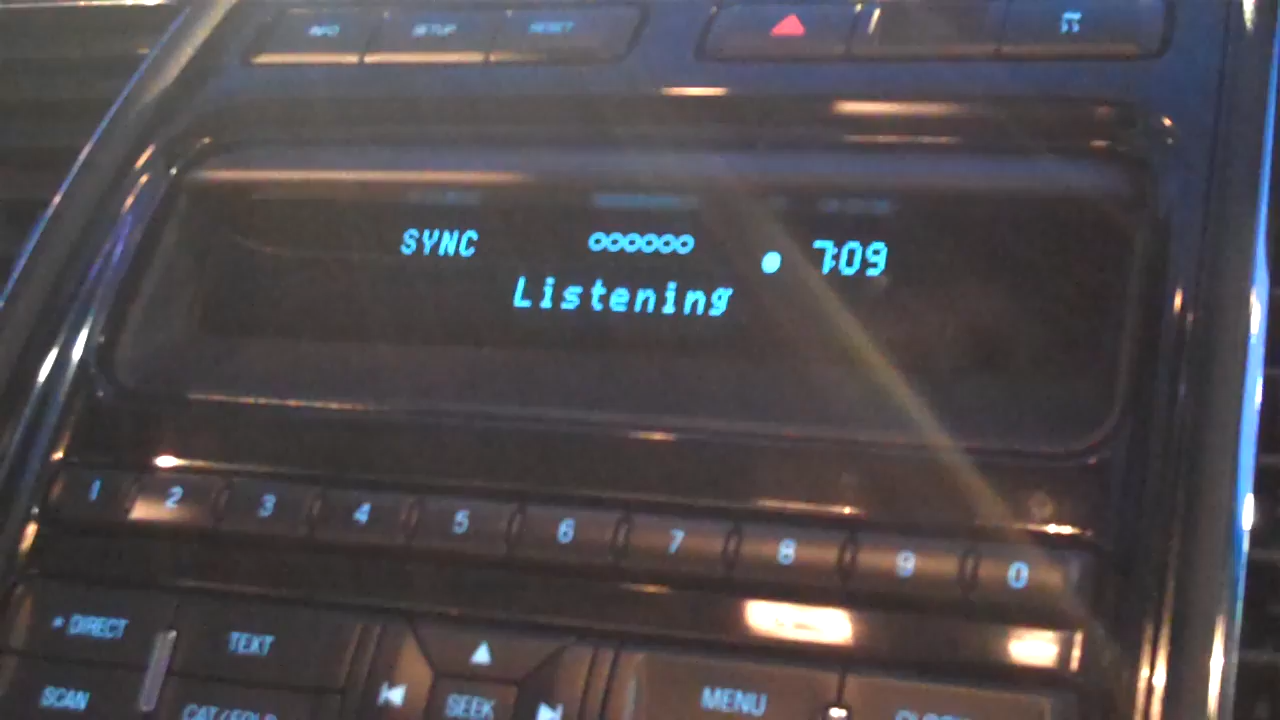 INFO SETUP RESET
SYNC 7:09
Listening
1 2 3 4 5 6 7 8 9 0
* DIRECT TEXT
SCAN SEEK MENU